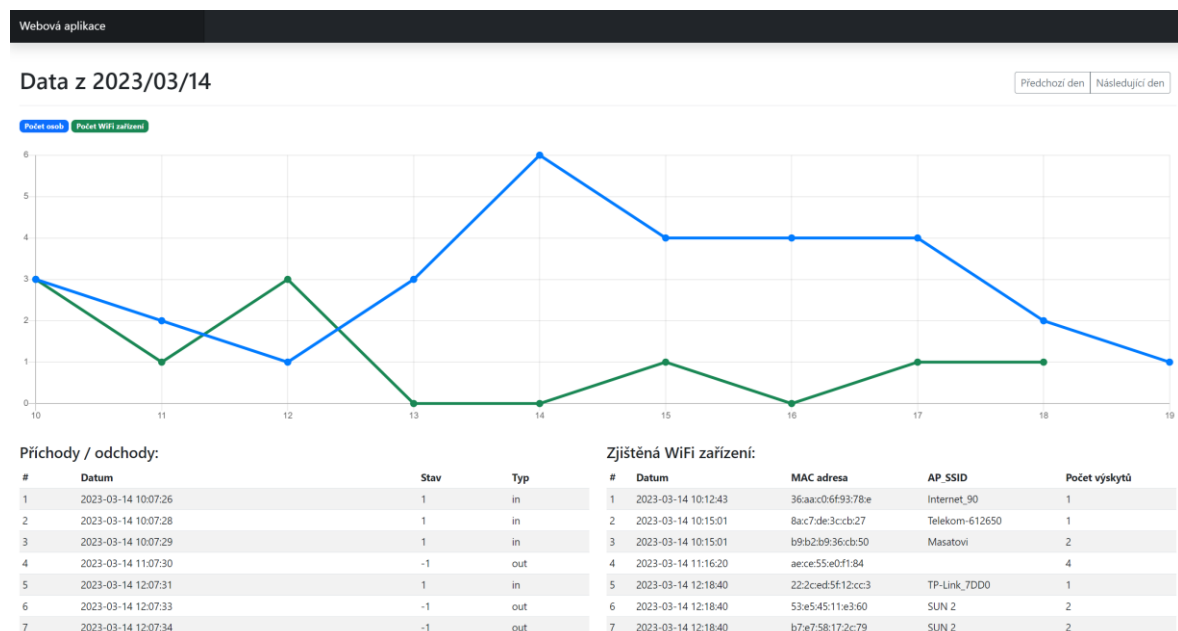 Webová aplikace
Data z 2023/03/14
Předchozí den Následující den
Počet osob Počet WiFi zařízení
6
5
4
3
2
1
0
10 11 12 13 14 15 16 17 18 19
Příchody / odchody:
# Datum Stav Typ
1 2023-03-14 10:07:26 1 in
2 2023-03-14 10:07:28 1 in
3 2023-03-14 10:07:29 1 in
4 2023-03-14 11:07:30 -1 out
5 2023-03-14 12:07:31 1 in
6 2023-03-14 12:07:33 -1 out
7 2023-03-14 12:07:34 -1 out
Zjištěná WiFi zařízení:
# Datum MAC adresa AP_SSID Počet výskytů
1 2023-03-14 10:12:43 36:aa:c0:6f:93:78:e Internet_90 1
2 2023-03-14 10:15:01 8a:c7:de:3c:cb:27 Telekom-612650 1
3 2023-03-14 10:15:01 b9:b2:b9:36:cb:50 Masatovi 2
4 2023-03-14 11:16:20 ae:ce:55:e0:f1:84 4
5 2023-03-14 12:18:40 22:2c:ed:5f:12:cc:3 TP-Link_7DD0 1
6 2023-03-14 12:18:40 53:e5:45:11:e3:60 SUN 2 2
7 2023-03-14 12:18:40 b7:e7:58:17:2c:79 SUN 2 2